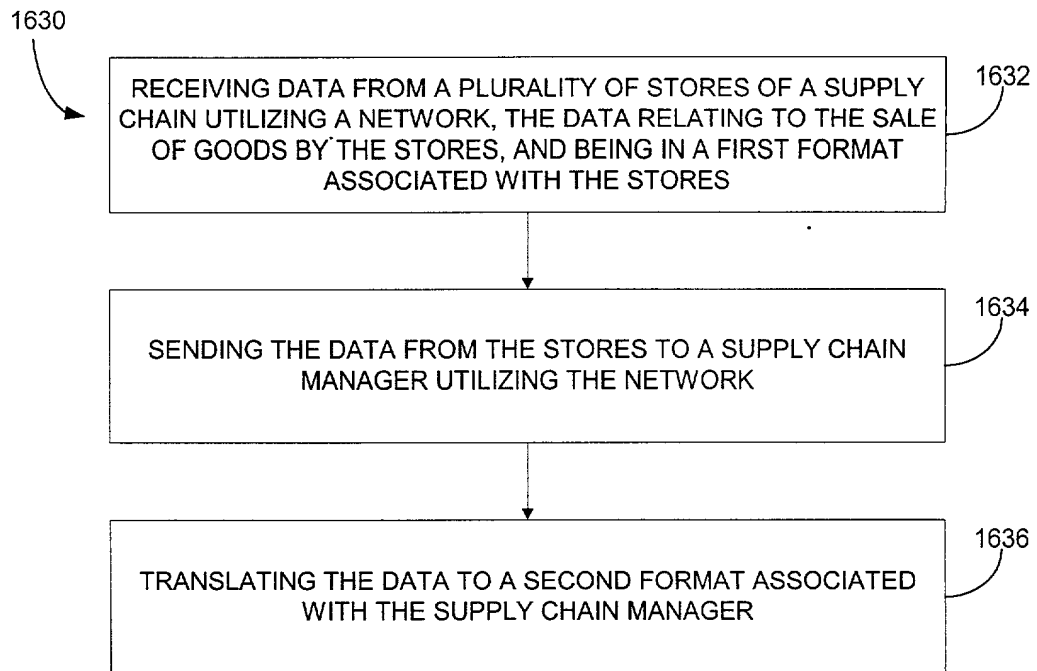 1630
1632
RECEIVING DATA FROM A PLURALITY OF STORES OF A SUPPLY
CHAIN UTILIZING A NETWORK, THE DATA RELATING TO THE SALE
OF GOODS BY THE STORES, AND BEING IN A FIRST FORMAT
ASSOCIATED WITH THE STORES
1634
SENDING THE DATA FROM THE STORES TO A SUPPLY CHAIN
MANAGER UTILIZING THE NETWORK
1636
TRANSLATING THE DATA TO A SECOND FORMAT ASSOCIATED
WITH THE SUPPLY CHAIN MANAGER